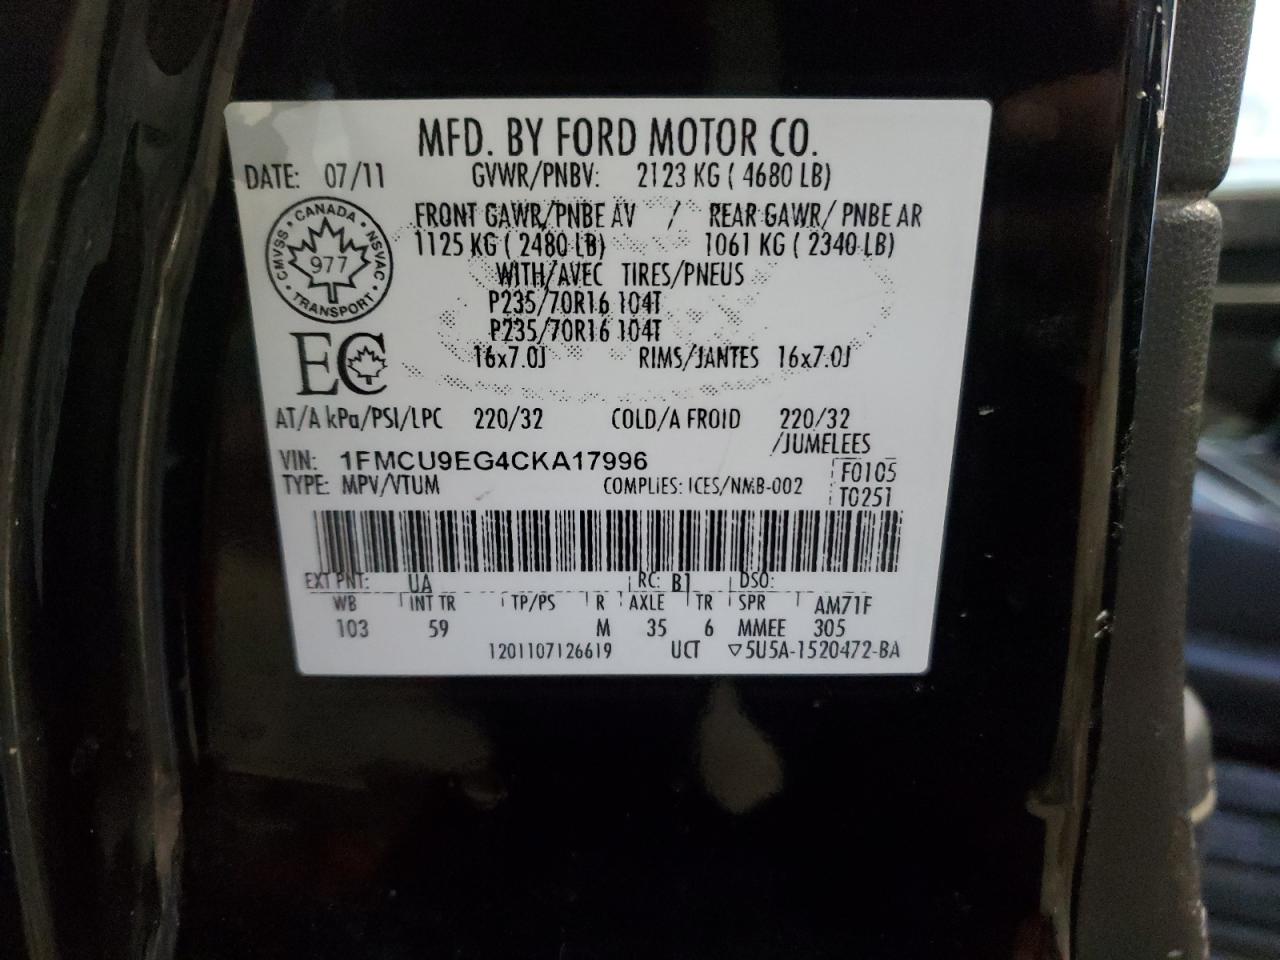 MFD. BY FORD MOTOR CO.
DATE: 07/11 GVWR/PNBV: 2123 KG ( 4680 LB)
FRONT GAWR/PNBE AV / REAR GAWR/ PNBE AR
1125 KG ( 2480 LB) 1061 KG ( 2340 LB)
WITH/AVEC TIRES/PNEUS
P235/70R16 104T
P235/70R16 104T
16x7.0J RIMS/JANTES 16x7.0J
CANADA · NSVAC · TRANSPORT · CMVSS ·
977
EC
AT/A kPa/PSI/LPC 220/32 COLD/A FROID 220/32
/JUMELEES
VIN: 1FMCU9EG4CKA17996 F0105
TYPE: MPV/VTUM COMPLIES: ICES/NMB-002 T0251
EXT PNT: UA RC: B1 DSO:
WB INT TR TP/PS R AXLE TR SPR AM71F
103 59 M 35 6 MMEE 305
1201107126619 UCT ▽5U5A-1520472-BA